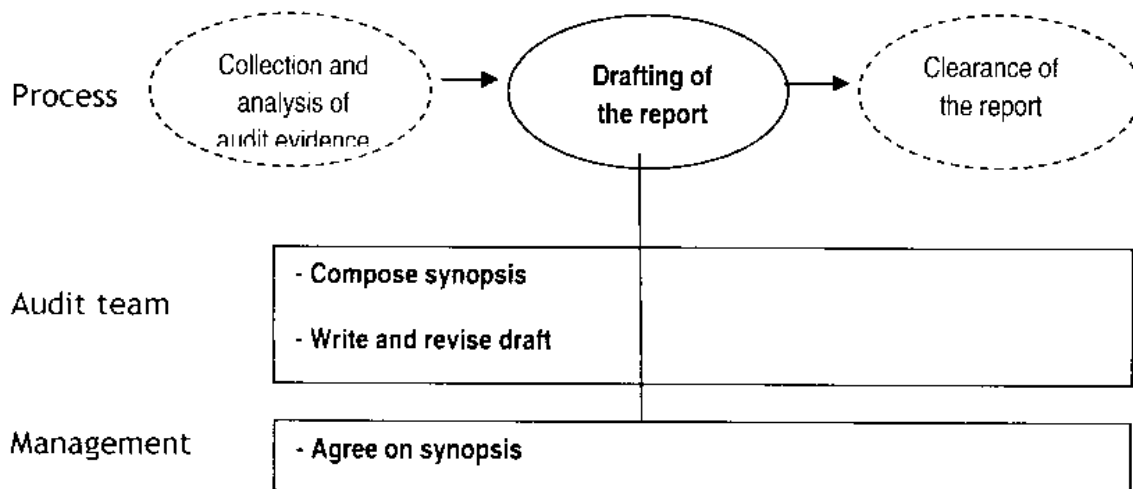 Process
Collection and
analysis of
audit evidence
Drafting of
the report
Clearance of
the report
Audit team
- Compose synopsis
- Write and revise draft
Management
- Agree on synopsis